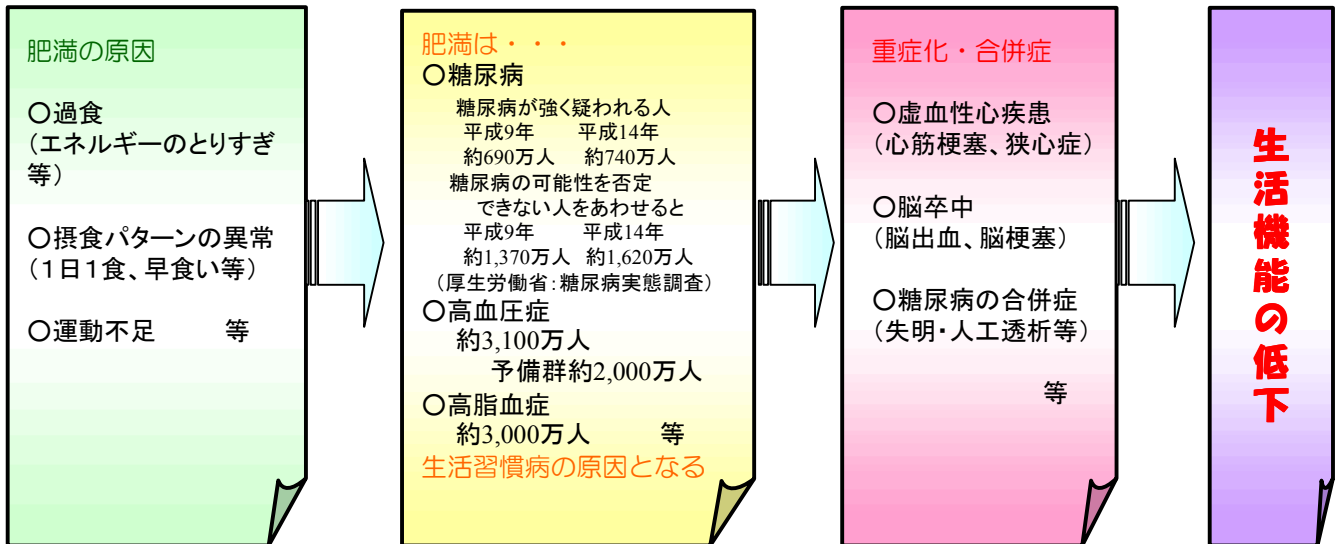 肥満の原因
○過食
(エネルギーのとりすぎ
等)
○摂食パターンの異常
(1日1食、早食い等)
○運動不足 等
肥満は・・・
○糖尿病
糖尿病が強く疑われる人
平成9年 平成14年
約690万人 約740万人
糖尿病の可能性を否定
できない人をあわせると
平成9年 平成14年
約1,370万人 約1,620万人
(厚生労働省:糖尿病実態調査)
○高血圧症
約3,100万人
予備群約2,000万人
○高脂血症
約3,000万人 等
生活習慣病の原因となる
重症化・合併症
○虚血性心疾患
(心筋梗塞、狭心症)
○脳卒中
(脳出血、脳梗塞)
○糖尿病の合併症
(失明・人工透析等)
等
生活機能の低下